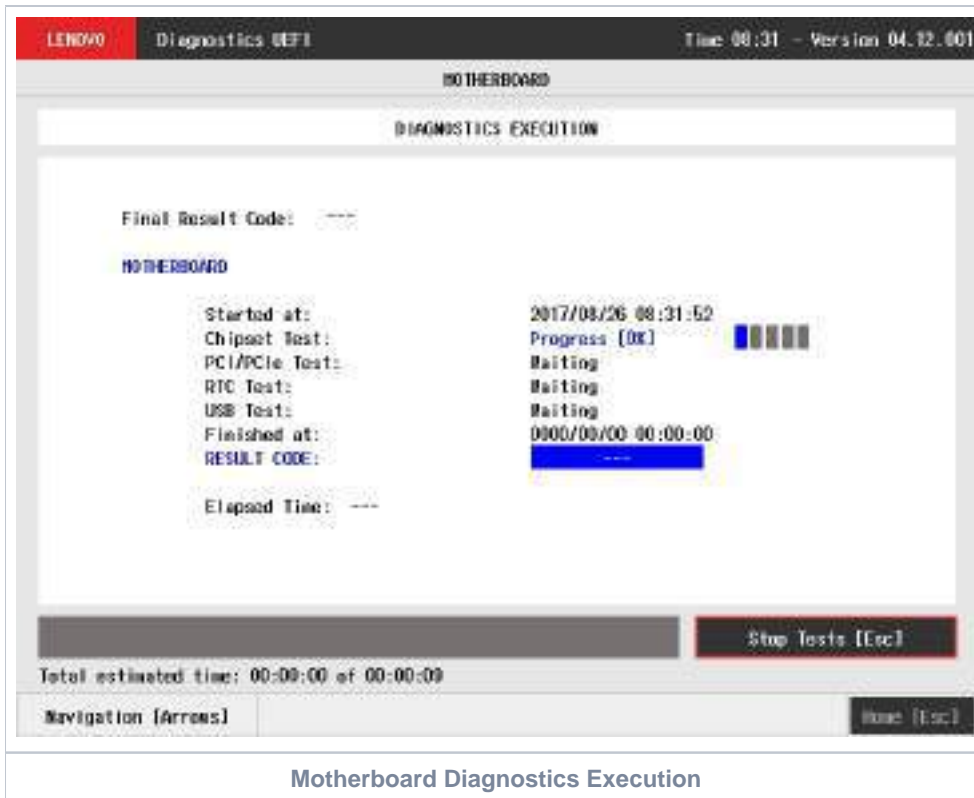 LENOVO Diagnostics UEFI Time 08:31 - Version 04.12.001
MOTHERBOARD
DIAGNOSTICS EXECUTION
Final Result Code: ---
MOTHERBOARD
Started at: 2017/08/26 08:31:52
Chipset Test: Progress [0%]
PCI/PCIe Test: Waiting
RTC Test: Waiting
USB Test: Waiting
Finished at: 0000/00/00 00:00:00
RESULT CODE: ---
Elapsed Time: ---
Stop Tests [Esc]
Total estimated time: 00:00:00 of 00:00:09
Navigation [Arrows] Home [Esc]
Motherboard Diagnostics Execution